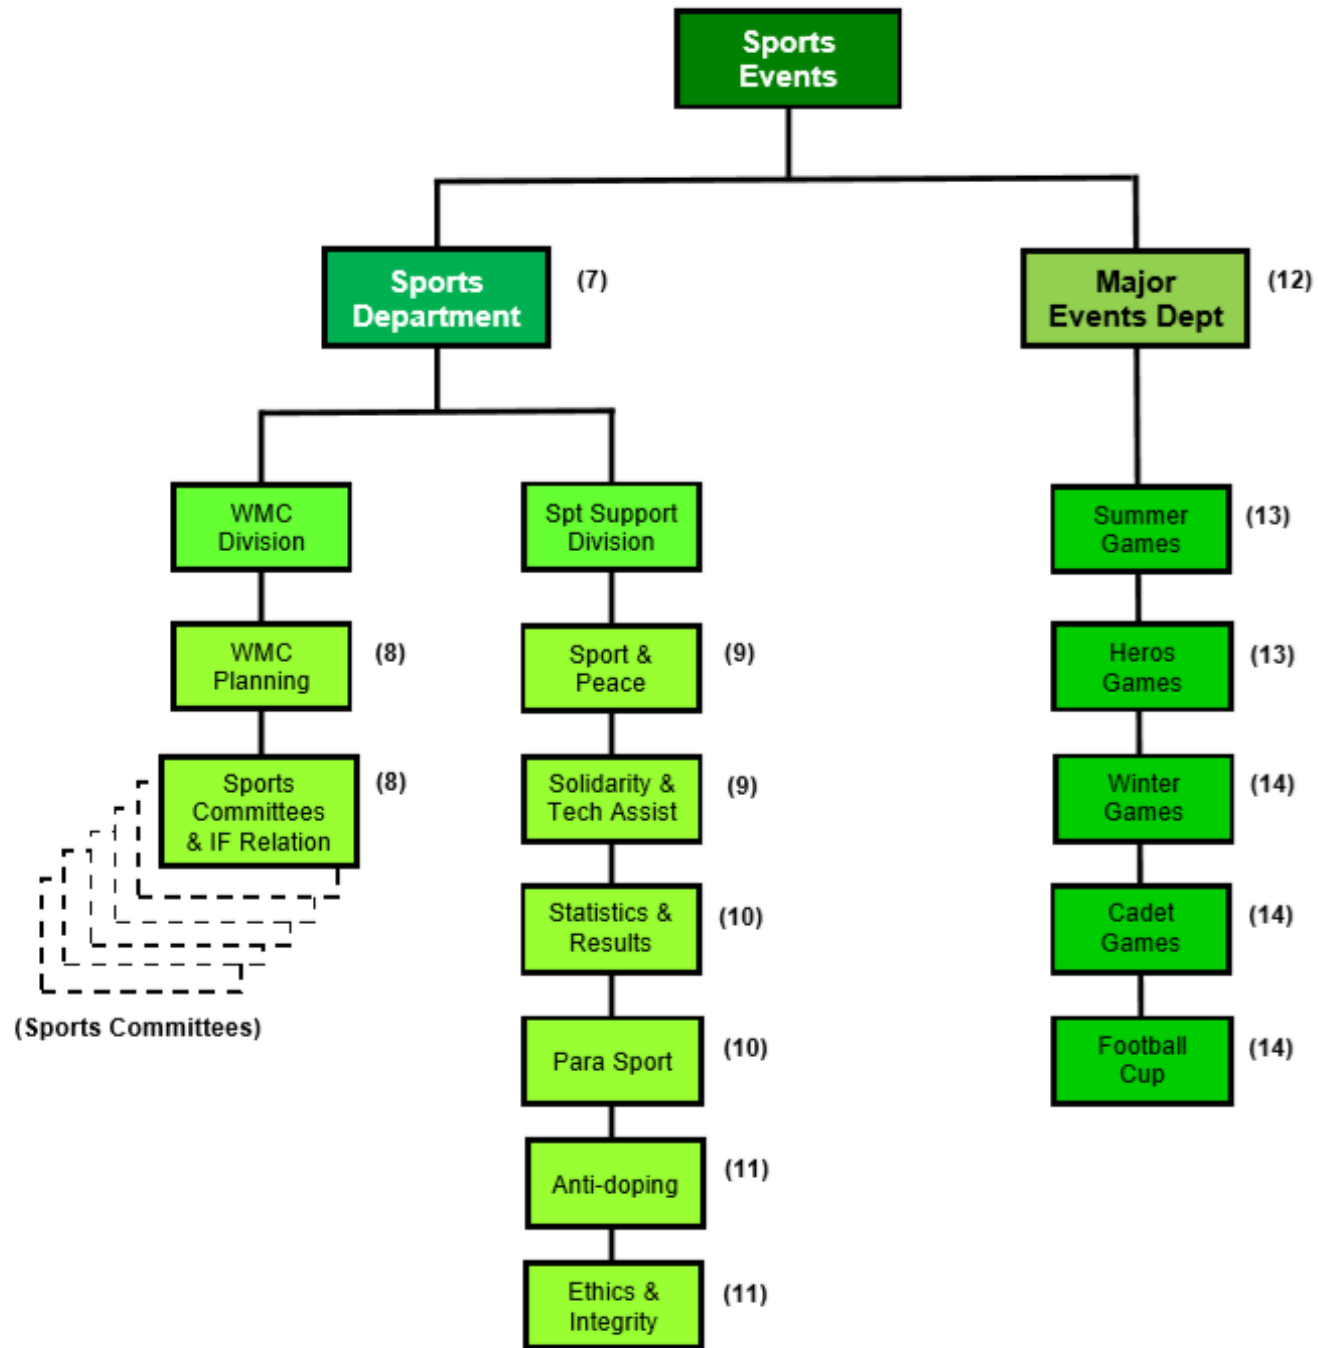 Sports
Events
Sports
Department
(7)
Major
Events Dept
(12)
WMC
Division
Spt Support
Division
Summer
Games
(13)
WMC
Planning
(8)
Sport &
Peace
(9)
Heros
Games
(13)
Sports
Committees
& IF Relation
(8)
Solidarity &
Tech Assist
(9)
Winter
Games
(14)
Statistics &
Results
(10)
Cadet
Games
(14)
(Sports Committees)
Para Sport
(10)
Football
Cup
(14)
Anti-doping
(11)
Ethics &
Integrity
(11)